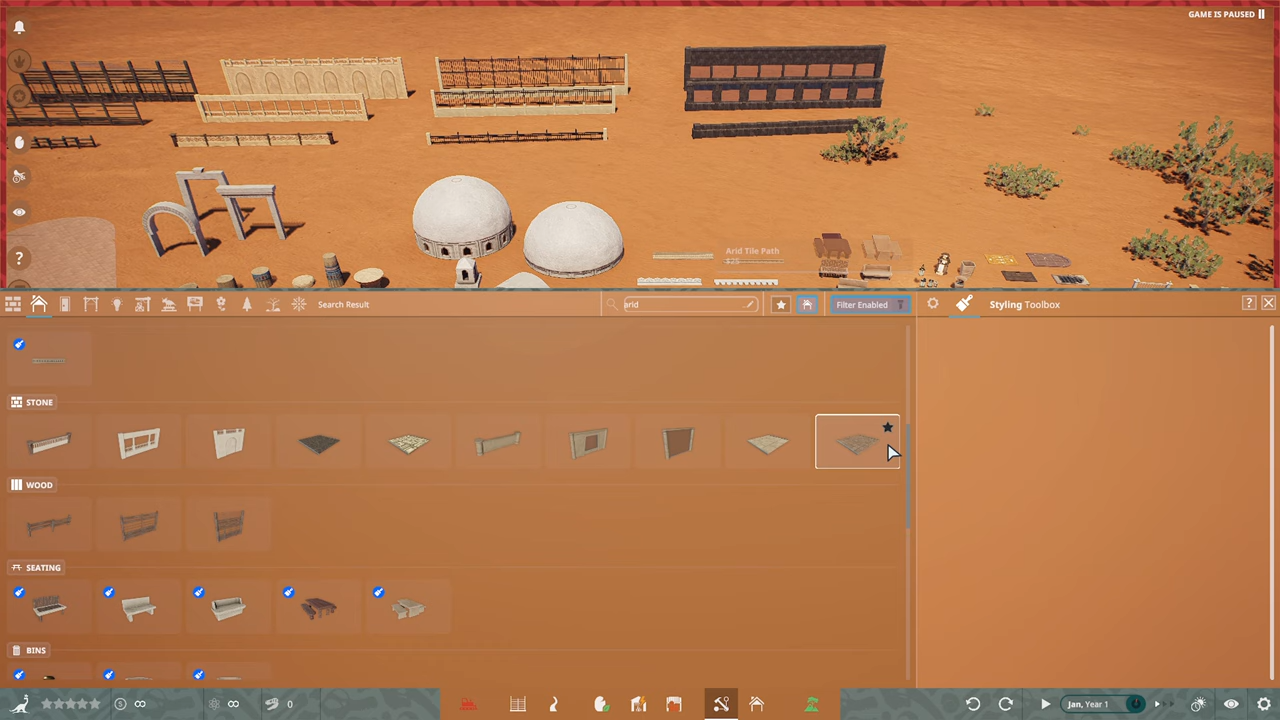 GAME IS PAUSED
Arid Tile Path
$25
Search Result
arid
Filter Enabled
Styling Toolbox
?
STONE
WOOD
SEATING
BINS
0
Jan, Year 1